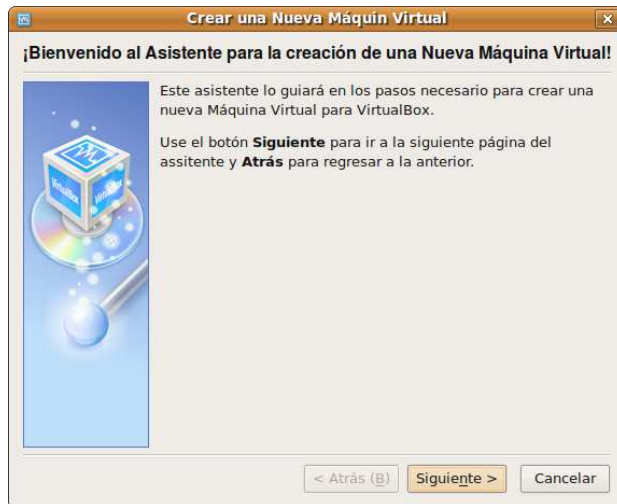 Crear una Nueva Máquin Virtual
¡Bienvenido al Asistente para la creación de una Nueva Máquina Virtual!
Este asistente lo guiará en los pasos necesario para crear una
nueva Máquina Virtual para VirtualBox.
Use el botón Siguiente para ir a la siguiente página del
assitente y Atrás para regresar a la anterior.
VirtualBox
VirtualBox
< Atrás (B)
Siguiente >
Cancelar